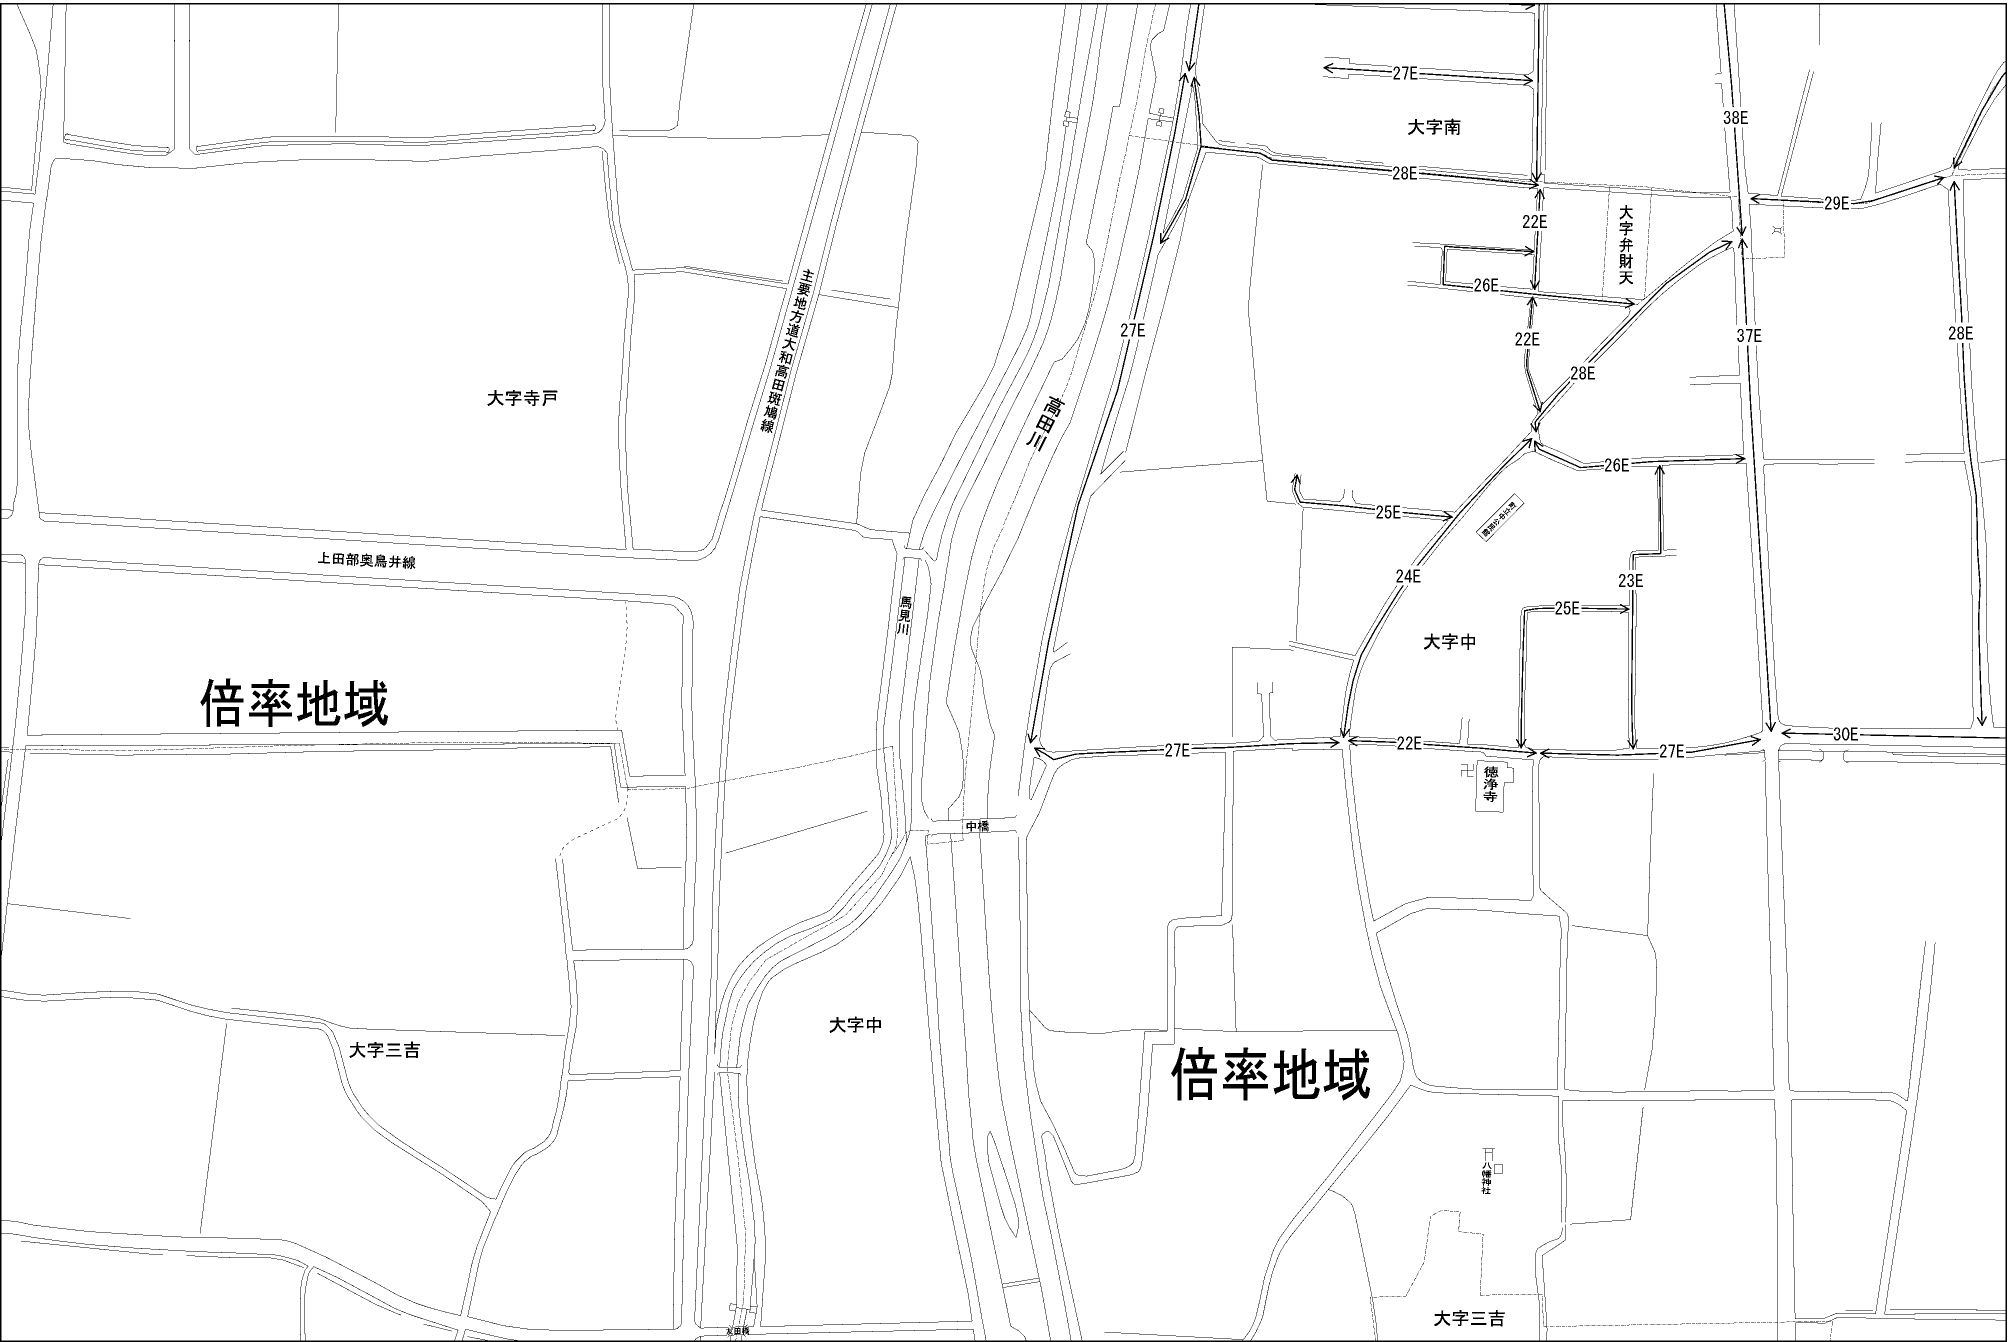 27E
38E
大字南
28E
29E
22E
大字弁財天
主要地方道大和高田斑鳩線
26E
27E
22E
37E
28E
28E
大字寺戸
高田川
26E
25E
上田部奥鳥井線
24E
23E
馬見川
25E
大字中
倍率地域
30E
22E
27E
27E
徳浄寺
中橋
大字中
大字三吉
倍率地域
八幡神社
大字三吉